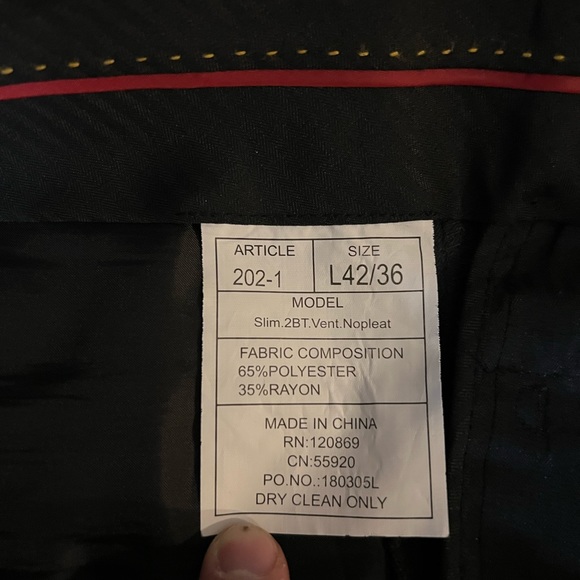 ARTICLE SIZE
202-1 L42/36
MODEL
Slim.2BT.Vent.Nopleat
FABRIC COMPOSITION
65%POLYESTER
35%RAYON
MADE IN CHINA
RN:120869
CN:55920
PO.NO.:180305L
DRY CLEAN ONLY